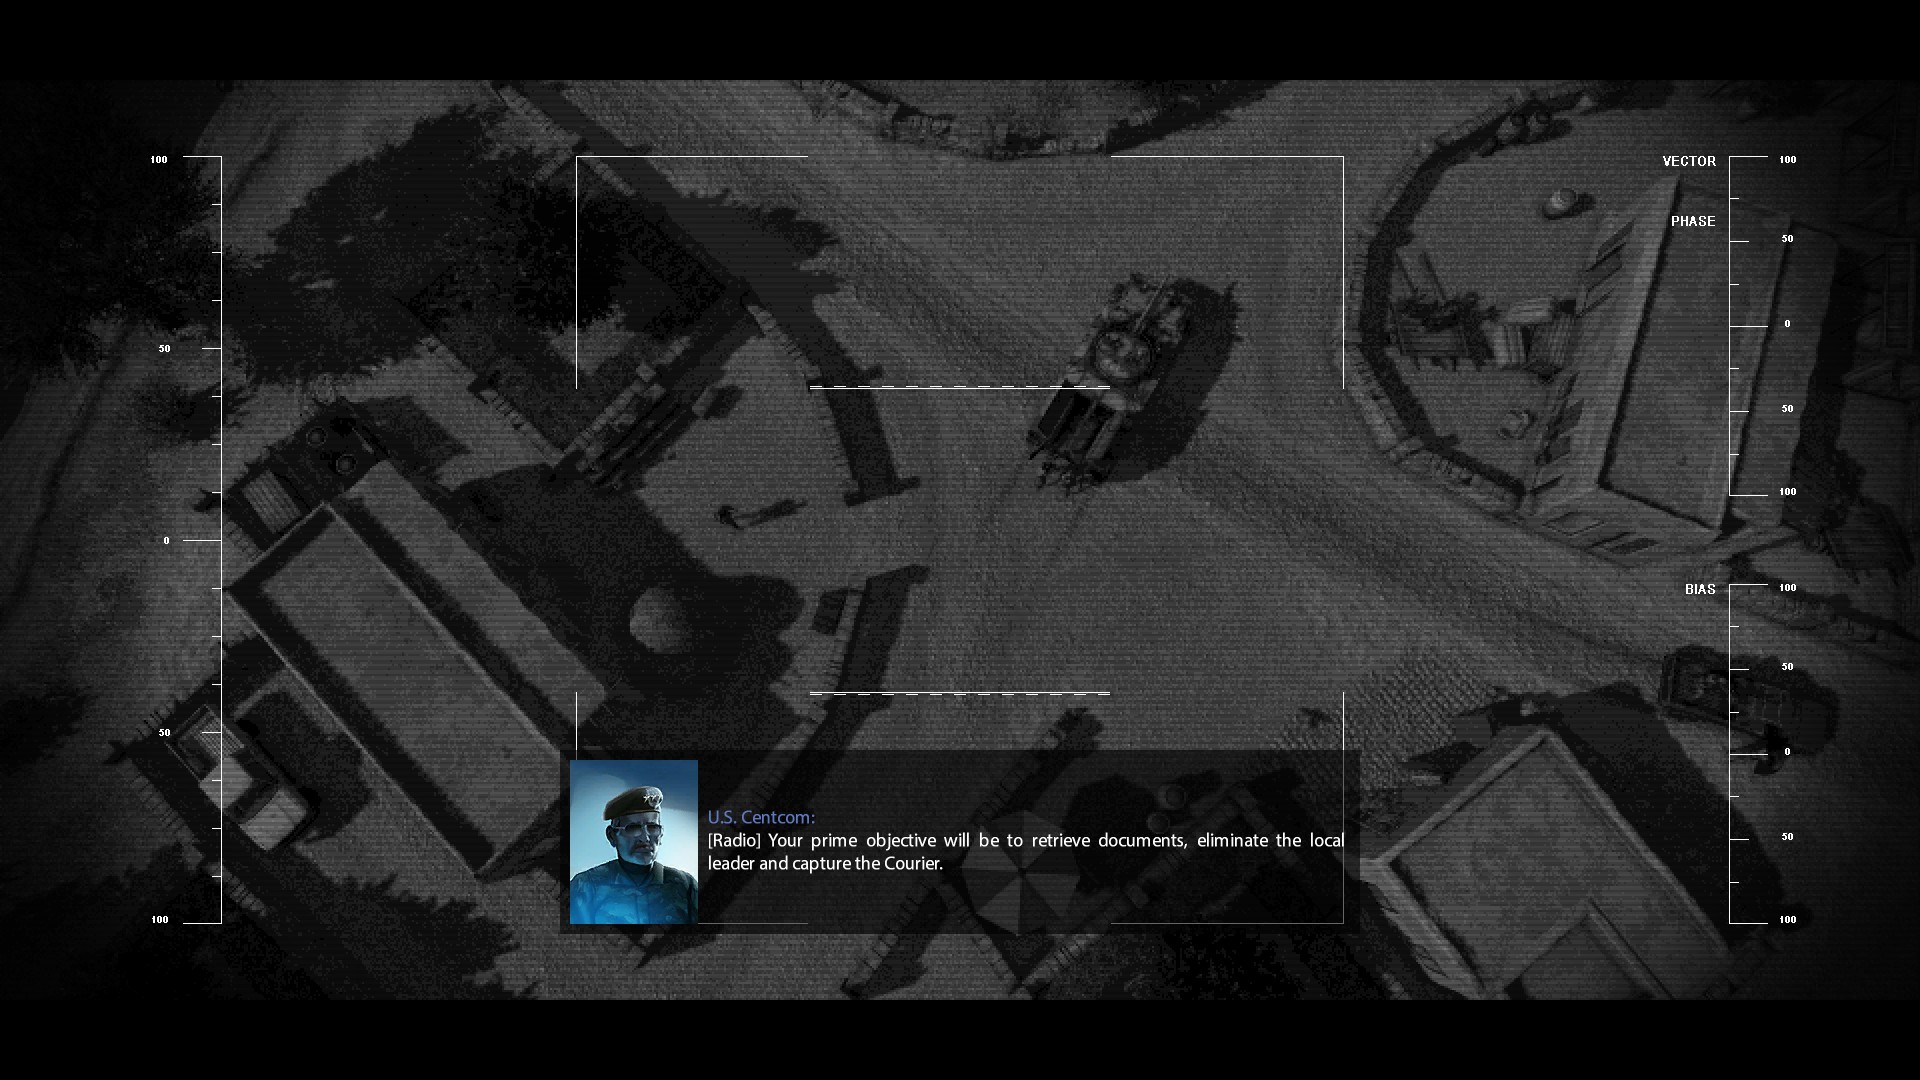 100
50
0
50
100
VECTOR 100
PHASE
50
0
50
100
BIAS 100
50
0
50
100
U.S. Centcom:
[Radio] Your prime objective will be to retrieve documents, eliminate the local
leader and capture the Courier.